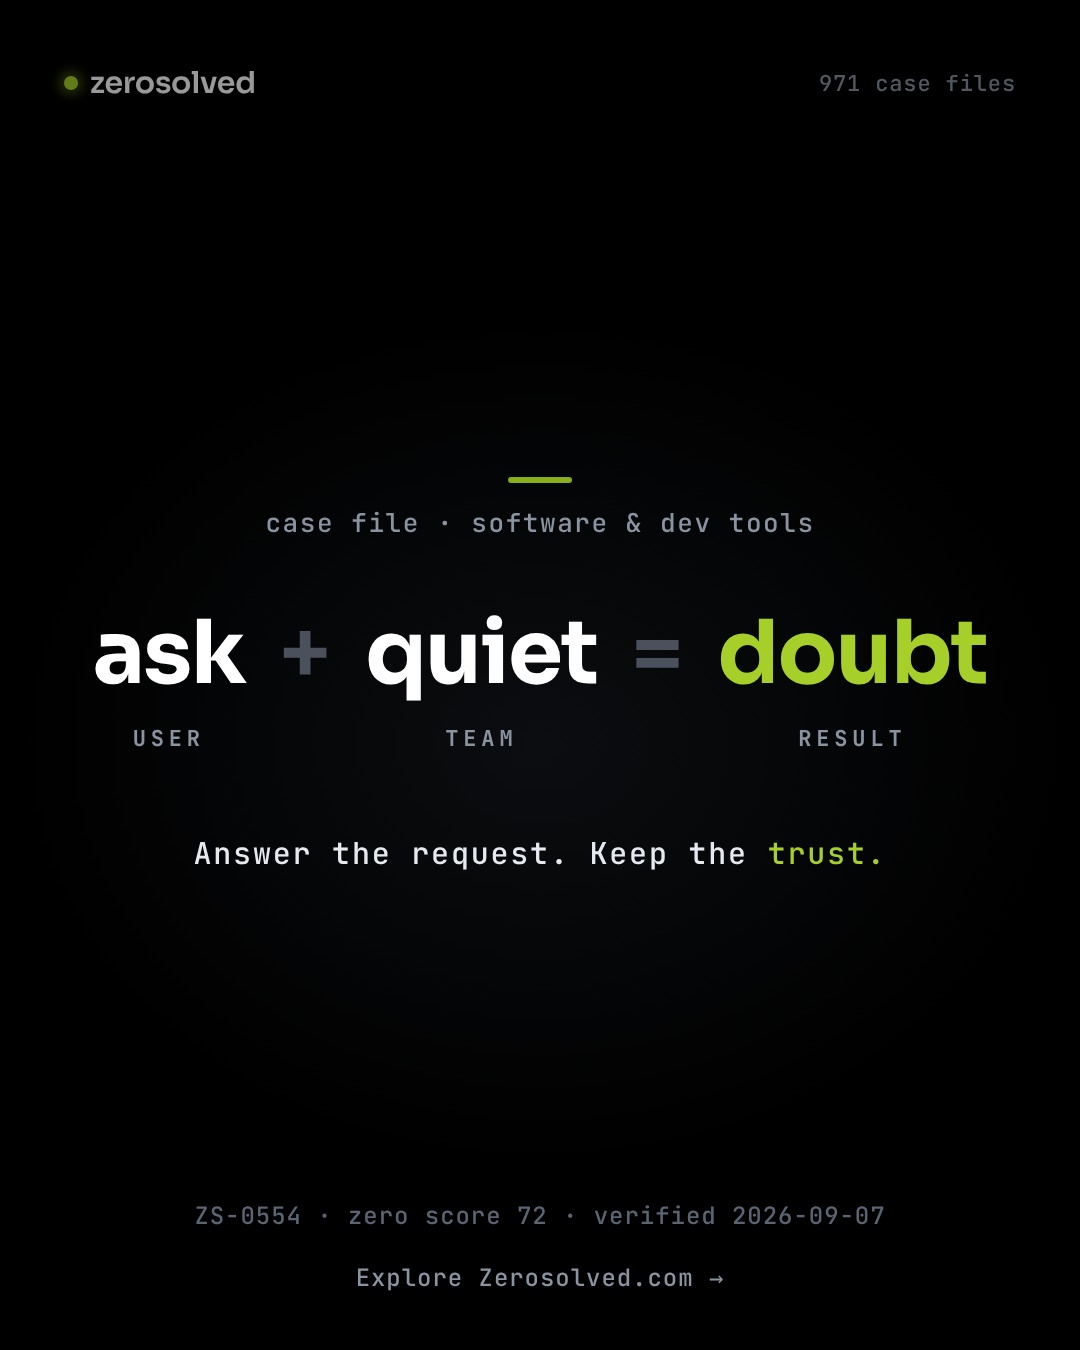 zerosolved
971 case files
case file · software & dev tools
ask + quiet = doubt
USER TEAM RESULT
Answer the request. Keep the trust.
ZS-0554 · zero score 72 · verified 2026-09-07
Explore Zerosolved.com →